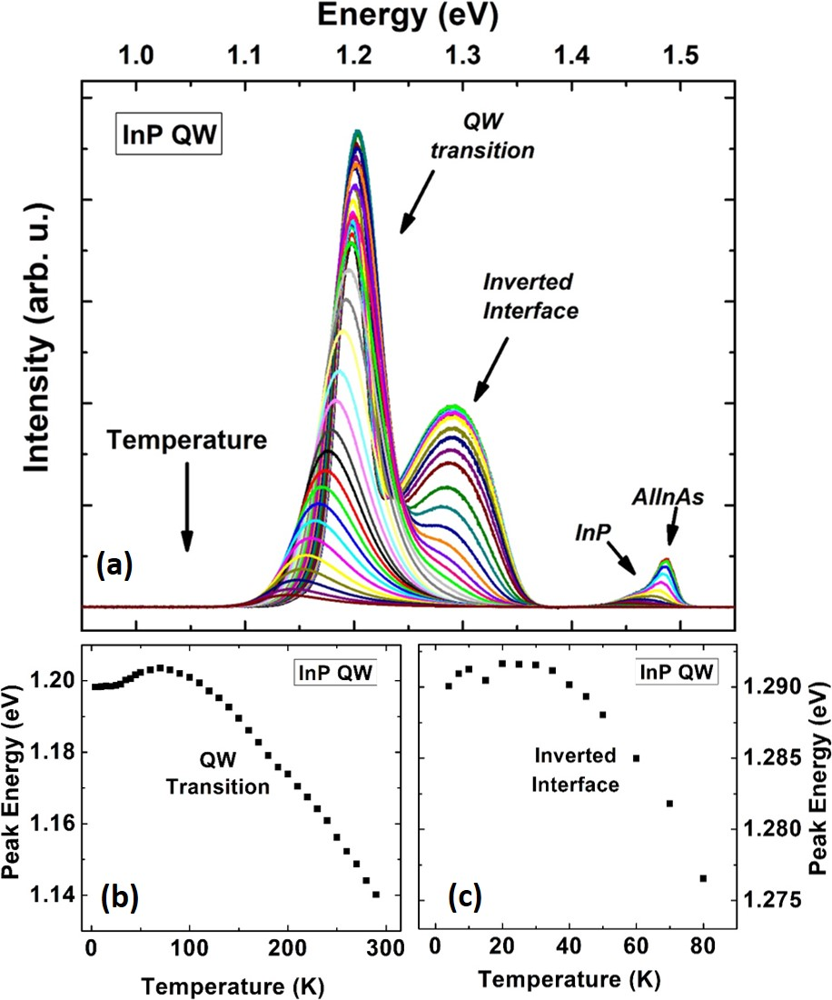 Energy (eV)
1.0 1.1 1.2 1.3 1.4 1.5
InP QW
QW
transition
Inverted
Interface
Intensity (arb. u.)
Temperature
AlInAs
InP
(a)
1.20
1.18
1.16
1.14
Peak Energy (eV)
InP QW
QW
Transition
(b)
0 100 200 300
Temperature (K)
InP QW
Inverted
Interface
(c)
1.290
1.285
1.280
1.275
Peak Energy (eV)
0 20 40 60 80
Temperature (K)